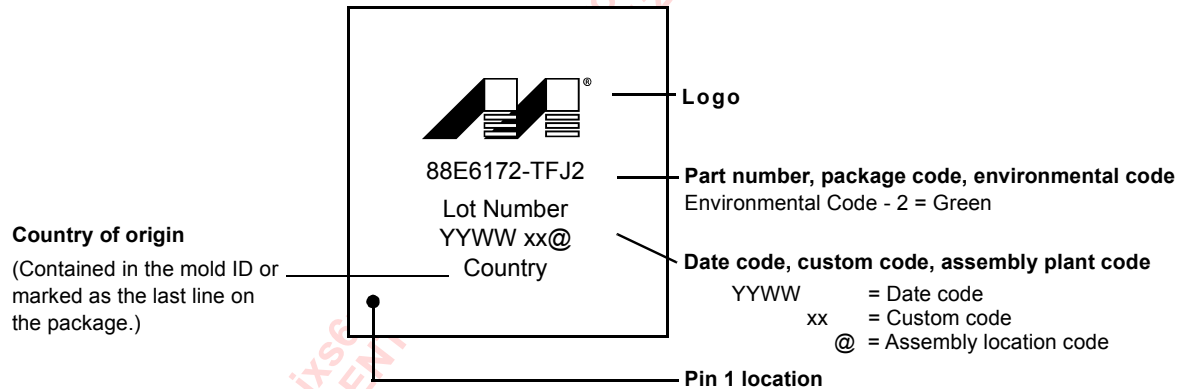 ®
Logo
88E6172-TFJ2
Part number, package code, environmental code
Environmental Code - 2 = Green
Lot Number
YYWW xx@
Country
Country of origin
(Contained in the mold ID or
marked as the last line on
the package.)
Date code, custom code, assembly plant code
YYWW = Date code
xx = Custom code
@ = Assembly location code
Pin 1 location